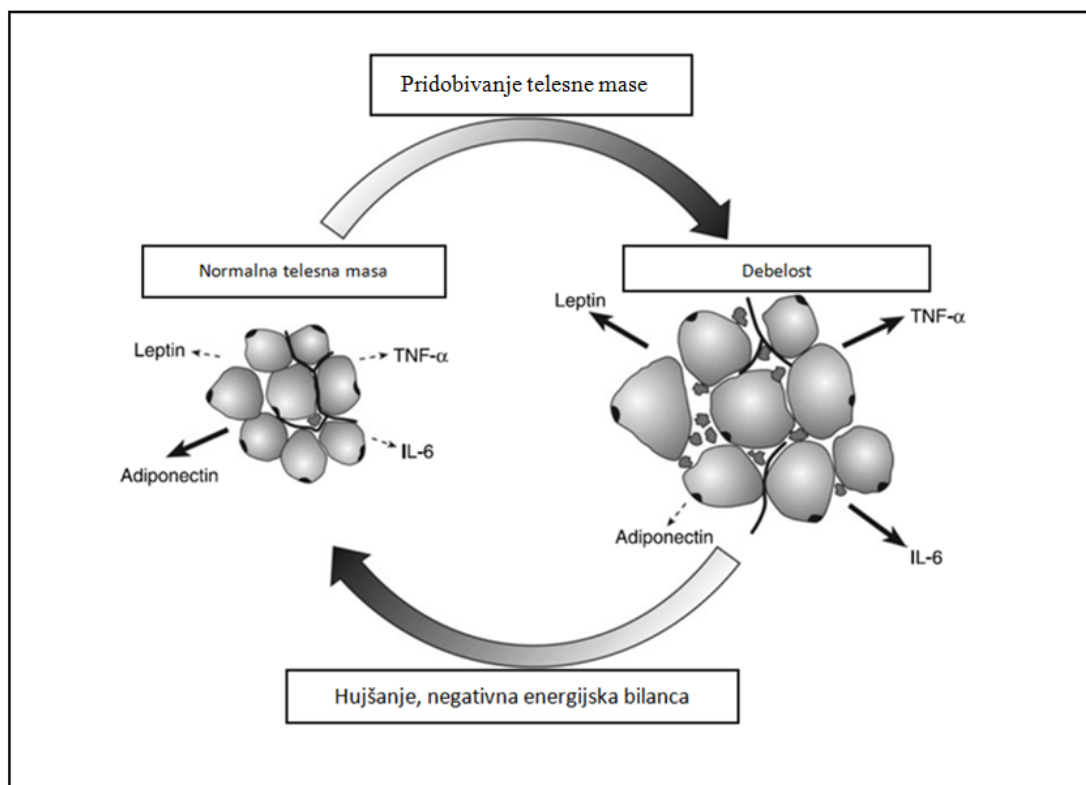 Pridobivanje telesne mase
Normalna telesna masa
Debelost
Leptin
TNF-α
IL-6
Adiponectin
Leptin
TNF-α
Adiponectin
IL-6
Hujšanje, negativna energijska bilanca